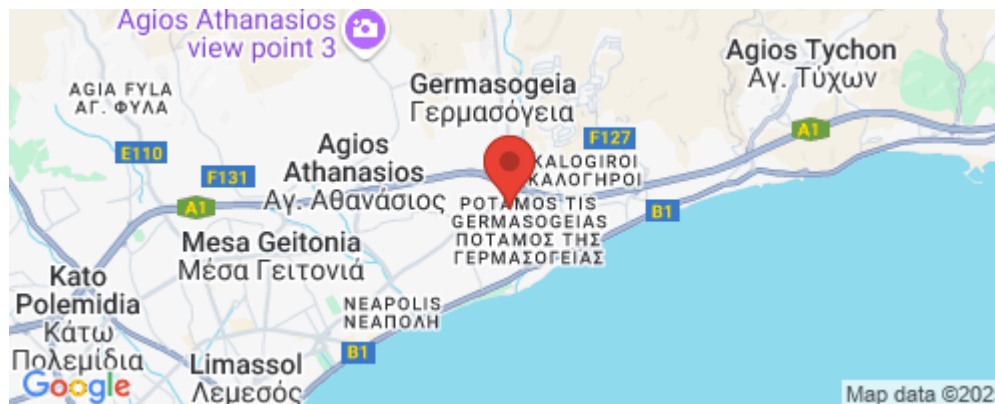 Agios Athanasios
view point 3
Germasogeia
Γερμασόγεια
Agios Tychon
Αγ. Τύχων
AGIA FYLA
ΑΓ. ΦΥΛΑ
E110
F131
A1
Agios
Athanasios
Αγ. Αθανάσιος
F127
A1
KALOGIROI
ΚΑΛΟΓΗΡΟΙ
POTAMOS TIS
GERMASOGEIAS
ΠΟΤΑΜΟΣ ΤΗΣ
ΓΕΡΜΑΣΟΓΕΙΑΣ
B1
Mesa Geitonia
Μέσα Γειτονιά
Kato
Polemidia
Κάτω
Πολεμίδια
NEAPOLIS
ΝΕΑΠΟΛΗ
B1
Limassol
Λεμεσός
Google
Map data ©202